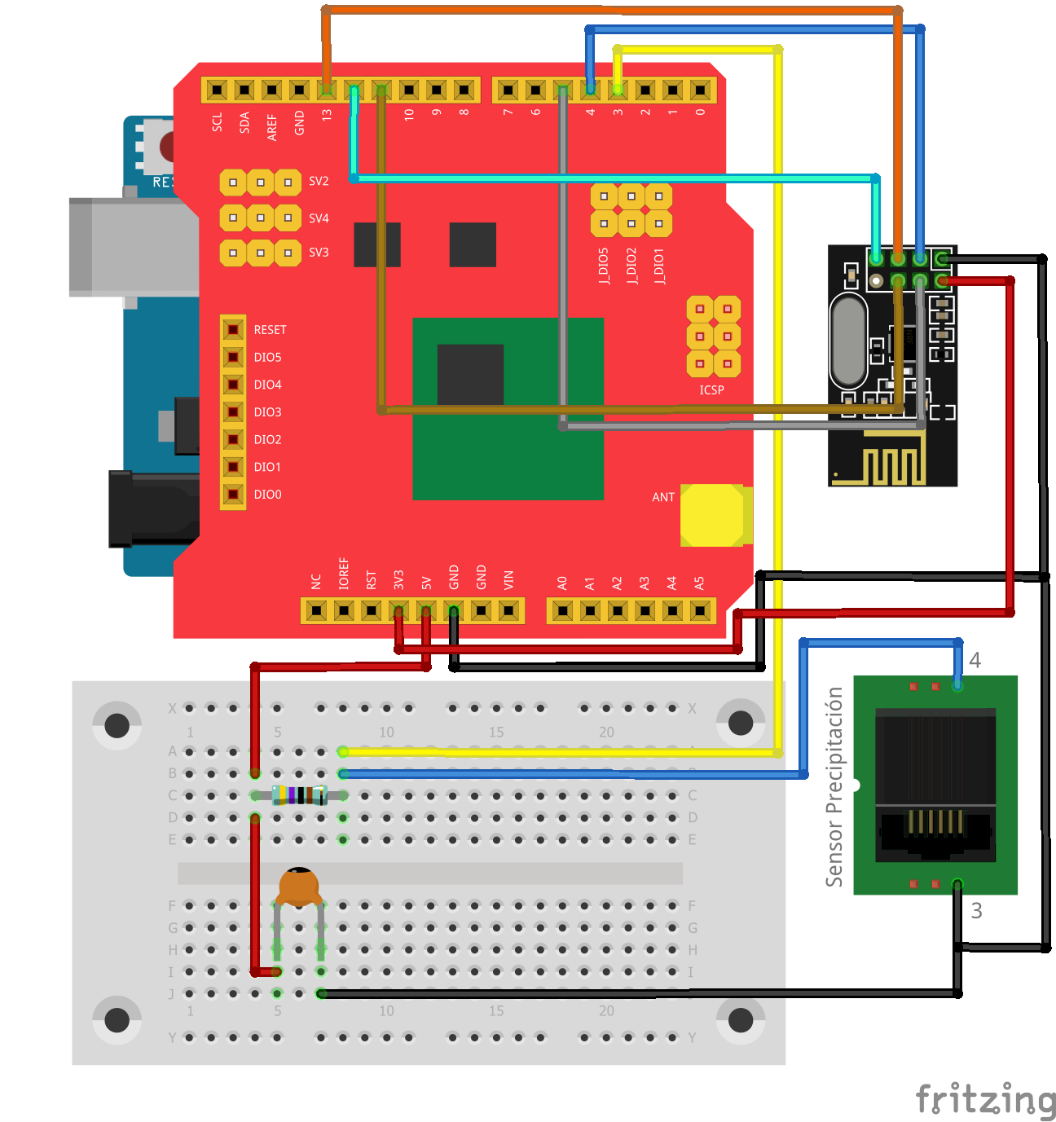 SCL SDA AREF GND 13 10 9 8 7 6 4 3 2 1 0
RES
SV2
SV4
SV3
J_DIO5 J_DIO2 J_DIO1
RESET
DIO5
DIO4
DIO3
DIO2
DIO1
DIO0
ICSP
ANT
NC IOREF RST 3V3 5V GND GND VIN A0 A1 A2 A3 A4 A5
4
Sensor Precipitación
3
X X
1 5 10 15 20
A
B
C C
D D
E E
F F
G G
H H
I I
J
1 5 10 15 20
Y Y
fritzing